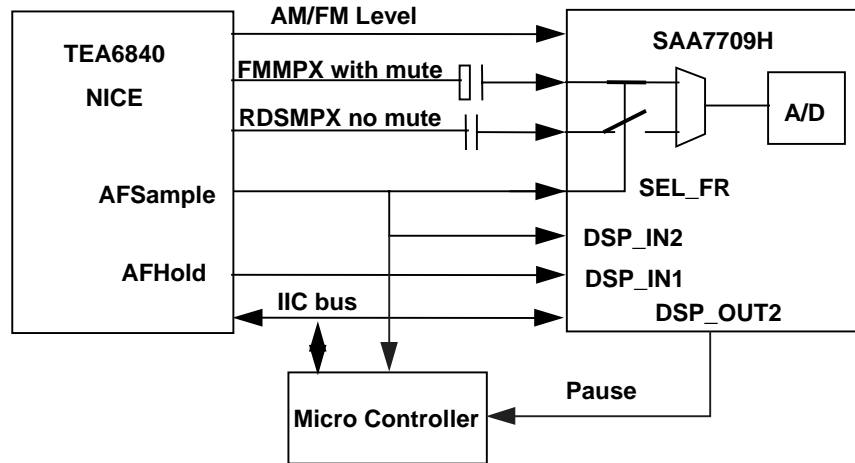 AM/FM Level
SAA7709H
TEA6840
NICE
FMMPX with mute
RDSMPX no mute
A/D
AFSample
SEL_FR
DSP_IN2
AFHold
DSP_IN1
IIC bus
DSP_OUT2
Micro Controller
Pause